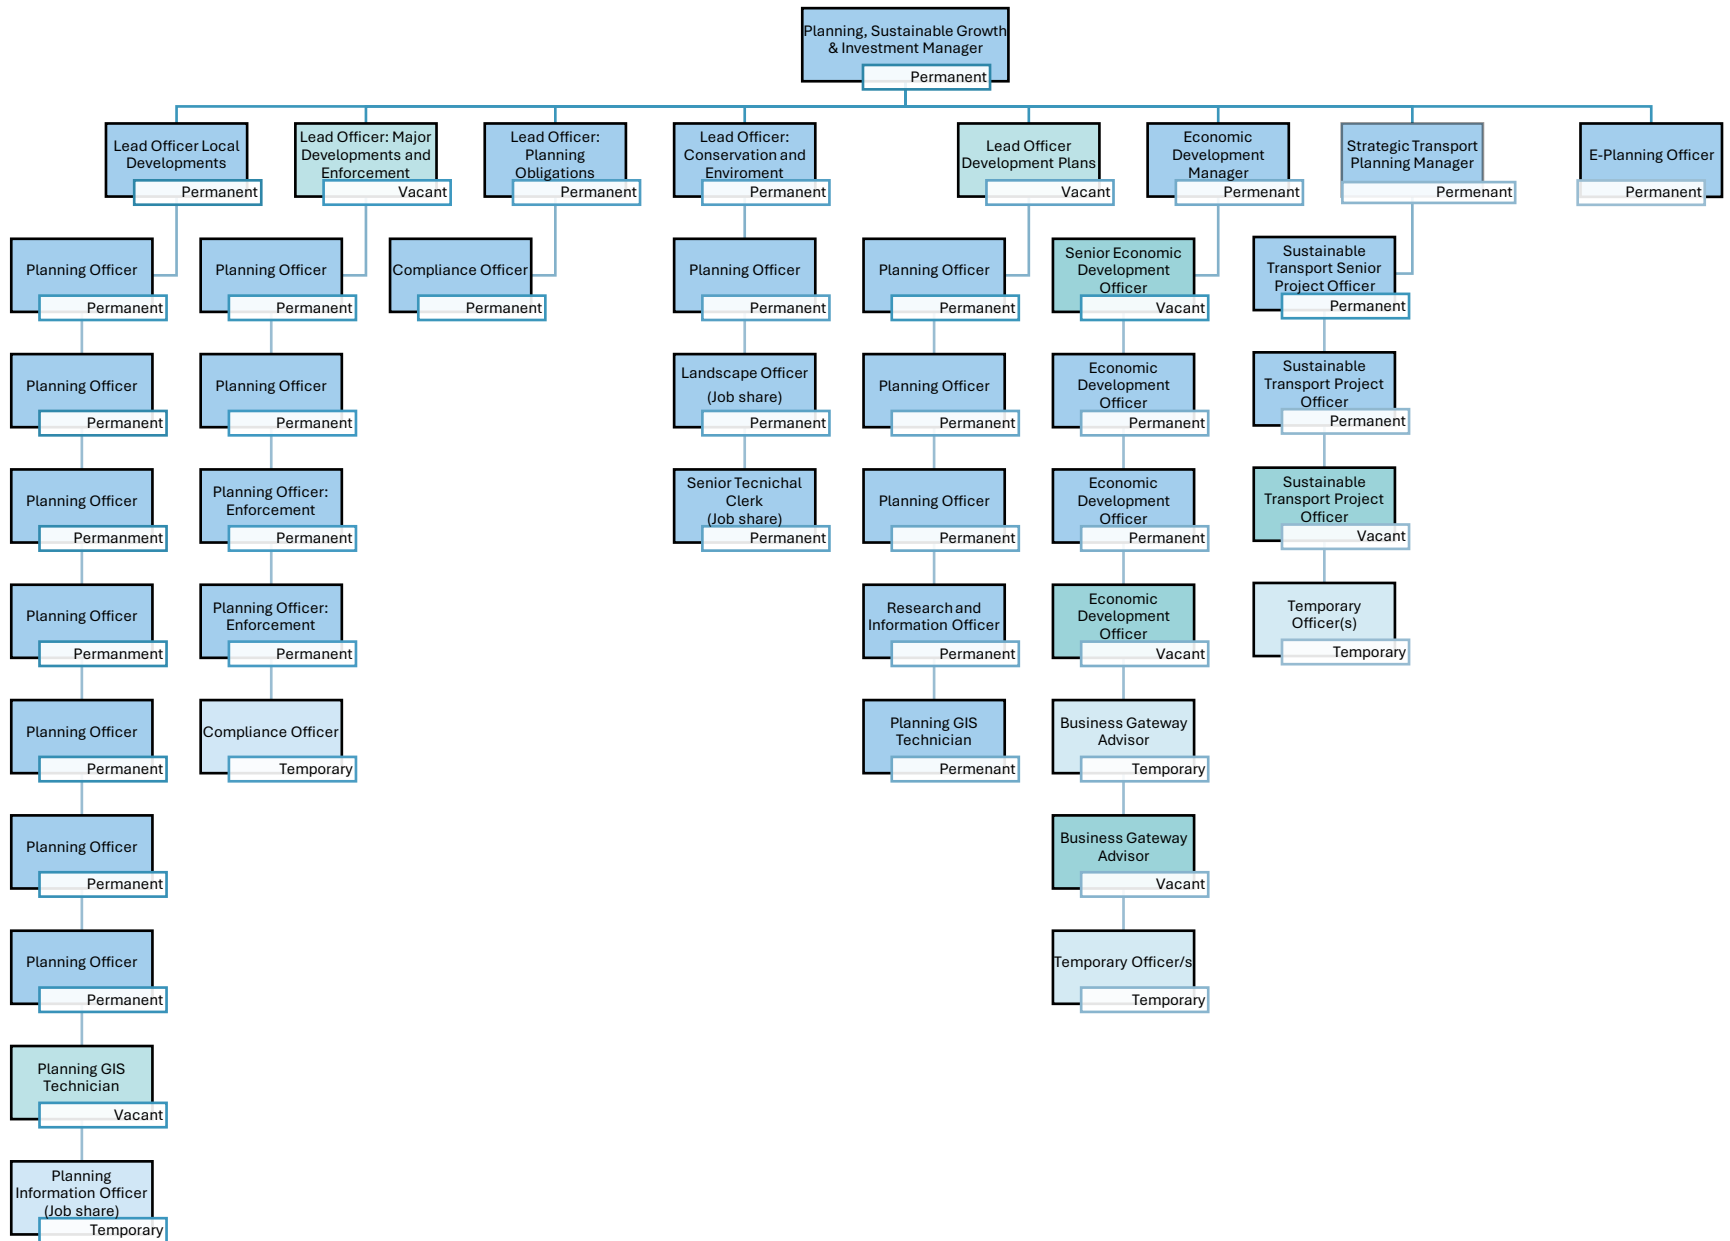 Planning, Sustainable Growth
& Investment Manager
Permanent
Lead Officer Local
Developments
Permanent
Lead Officer: Major
Developments and
Enforcement
Vacant
Lead Officer:
Planning
Obligations
Permanent
Lead Officer:
Conservation and
Enviroment
Permanent
Lead Officer
Development Plans
Vacant
Economic
Development
Manager
Permenant
Strategic Transport
Planning Manager
Permenant
E-Planning Officer
Permanent
Planning Officer
Permanent
Planning Officer
Permanent
Planning Officer
Permanment
Planning Officer
Permanment
Planning Officer
Permanent
Planning Officer
Permanent
Planning Officer
Permanent
Planning GIS
Technician
Vacant
Planning
Information Officer
(Job share)
Temporary
Planning Officer
Permanent
Planning Officer
Permanent
Planning Officer:
Enforcement
Permanent
Planning Officer:
Enforcement
Permanent
Compliance Officer
Temporary
Compliance Officer
Permanent
Planning Officer
Permanent
Landscape Officer
(Job share)
Permanent
Senior Tecnichal
Clerk
(Job share)
Permanent
Planning Officer
Permanent
Planning Officer
Permanent
Planning Officer
Permanent
Research and
Information Officer
Permanent
Planning GIS
Technician
Permenant
Senior Economic
Development
Officer
Vacant
Economic
Development
Officer
Permanent
Economic
Development
Officer
Permanent
Economic
Development
Officer
Vacant
Business Gateway
Advisor
Temporary
Business Gateway
Advisor
Vacant
Temporary Officer/s
Temporary
Sustainable
Transport Senior
Project Officer
Permanent
Sustainable
Transport Project
Officer
Permanent
Sustainable
Transport Project
Officer
Vacant
Temporary
Officer(s)
Temporary